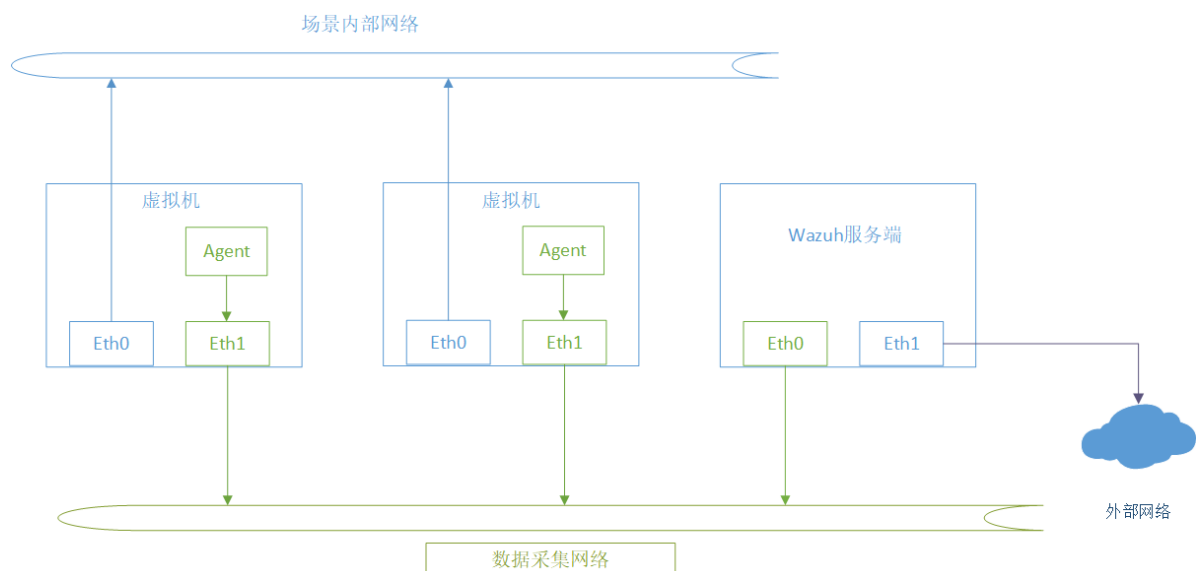 场景内部网络
虚拟机
Agent
Eth0
Eth1
虚拟机
Agent
Eth0
Eth1
Wazuh服务端
Eth0
Eth1
外部网络
数据采集网络